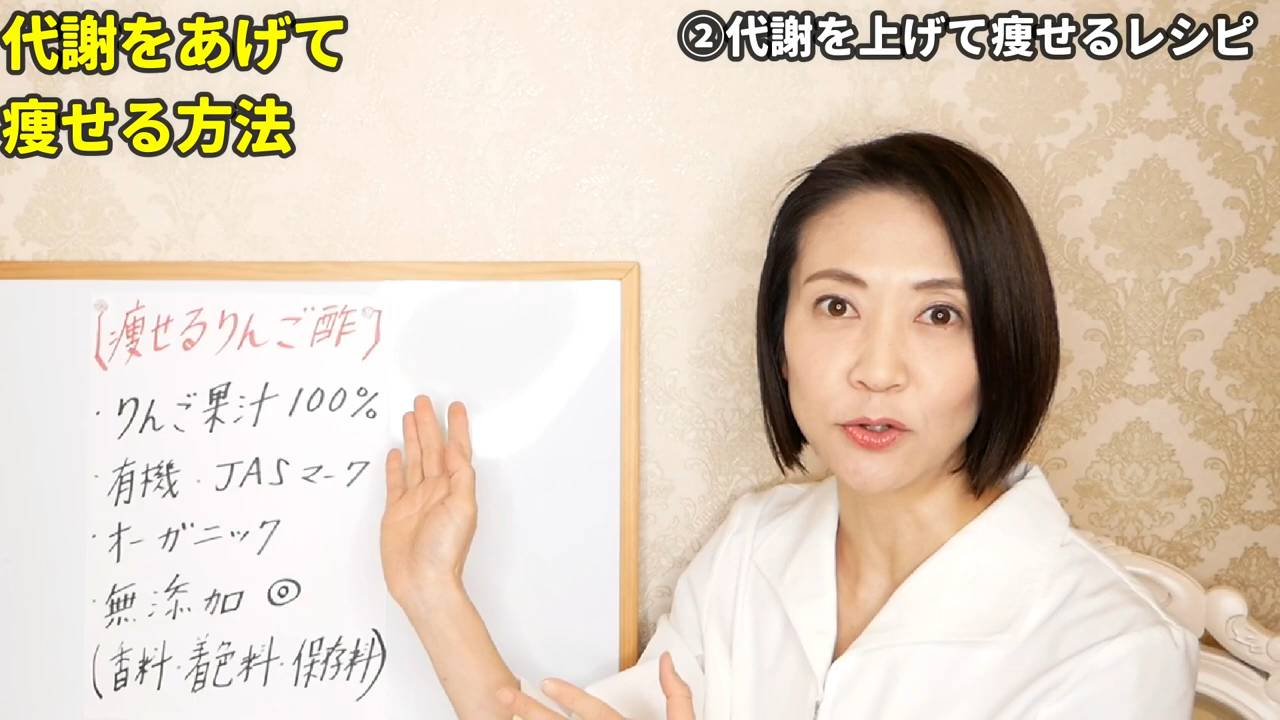 代謝をあげて
痩せる方法
②代謝を上げて痩せるレシピ
[痩せるりんご酢]
・りんご果汁100%
・有機・JASマーク
・オーガニック
・無添加 ◎
(香料・着色料・保存料)